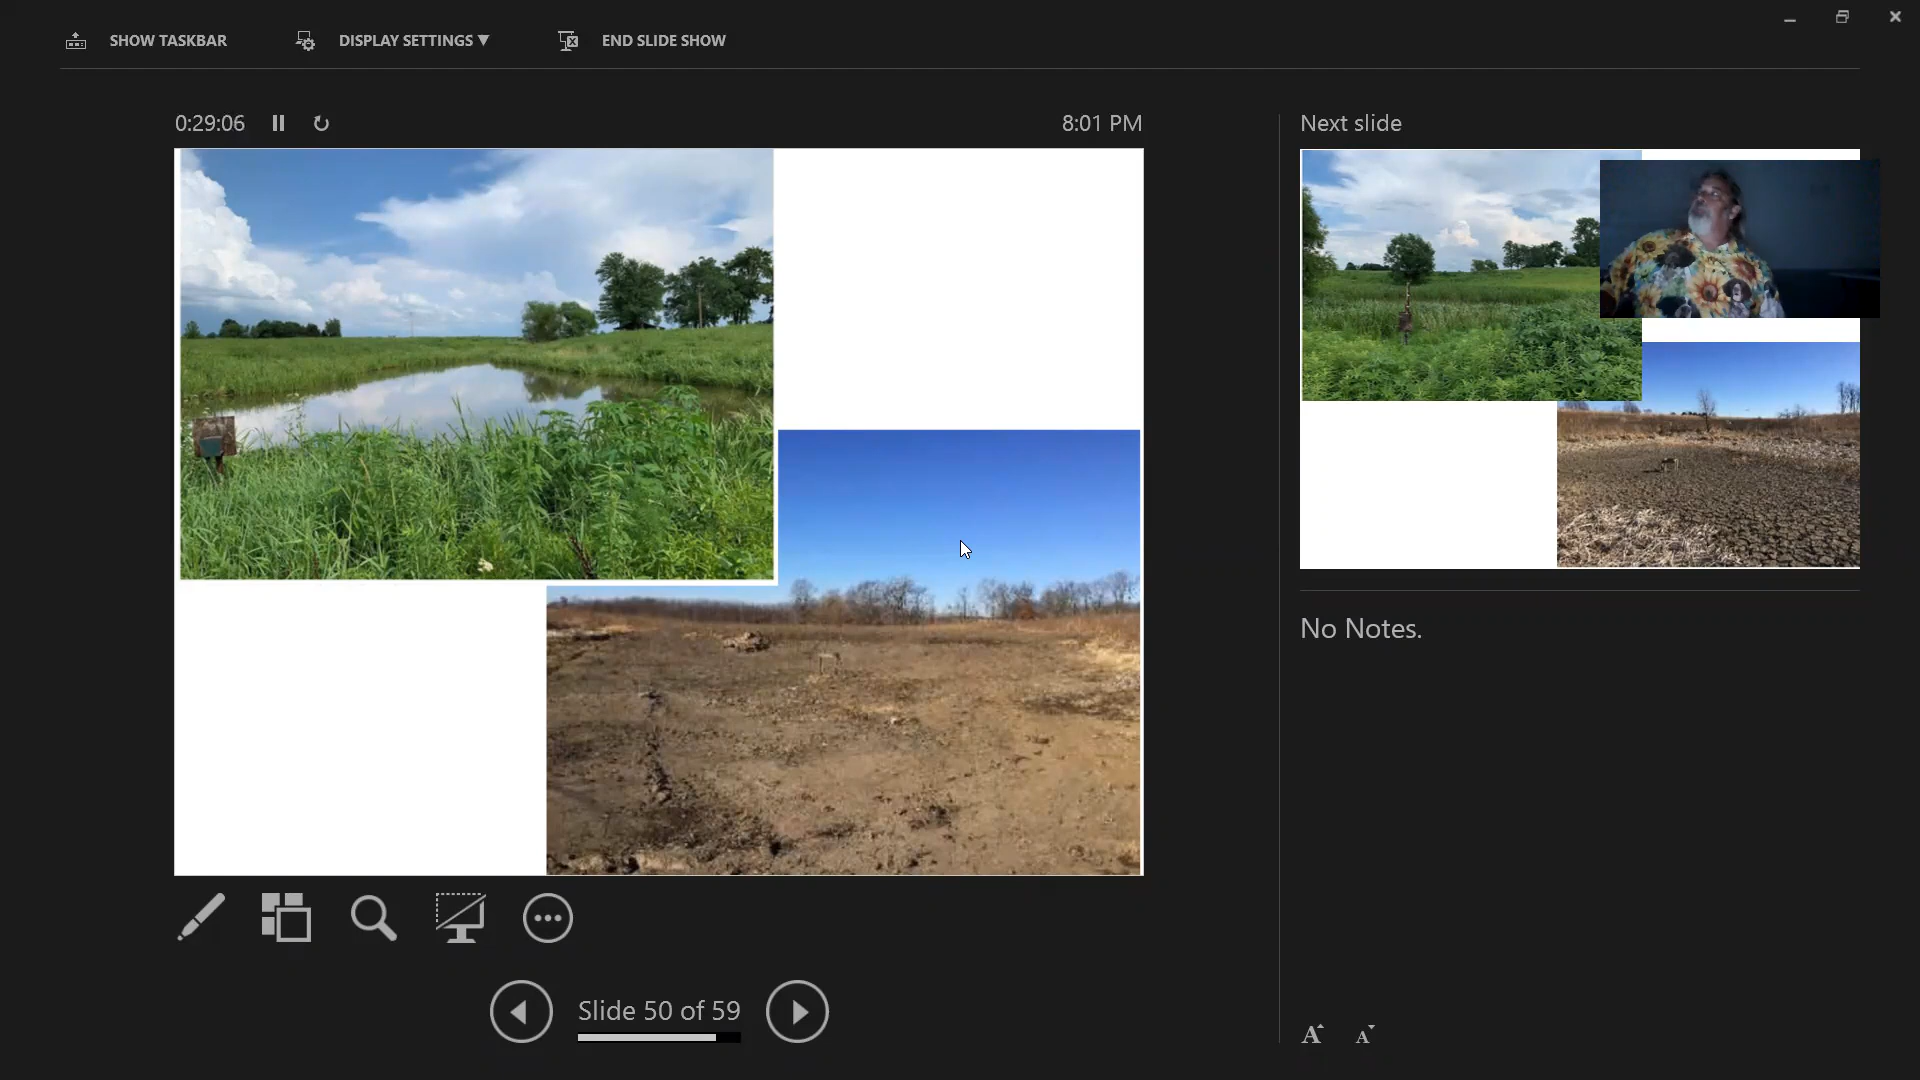 SHOW TASKBAR
DISPLAY SETTINGS ▼
END SLIDE SHOW
0:29:06
8:01 PM
Next slide
No Notes.
Slide 50 of 59
A A